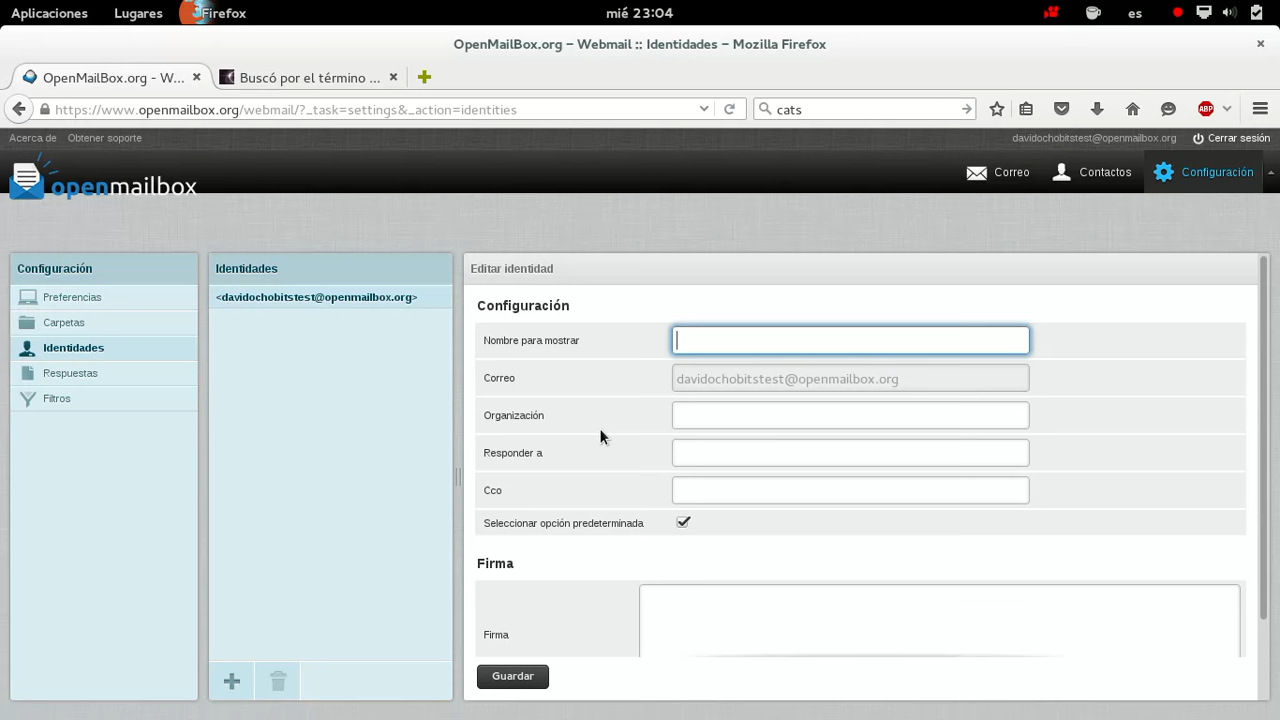 Aplicaciones Lugares Firefox mié 23:04 es
OpenMailBox.org – Webmail :: Identidades – Mozilla Firefox
OpenMailBox.org - W... Buscó por el término ...
https://www.openmailbox.org/webmail/?_task=settings&_action=identities cats ABP
Acerca de Obtener soporte davidochobitstest@openmailbox.org Cerrar sesión
openmailbox Correo Contactos Configuración
Configuración
Preferencias
Carpetas
Identidades
Respuestas
Filtros
Identidades
<davidochobitstest@openmailbox.org>
Editar identidad
Configuración
Nombre para mostrar
Correo davidochobitstest@openmailbox.org
Organización
Responder a
Cco
Seleccionar opción predeterminada
Firma
Firma
Guardar